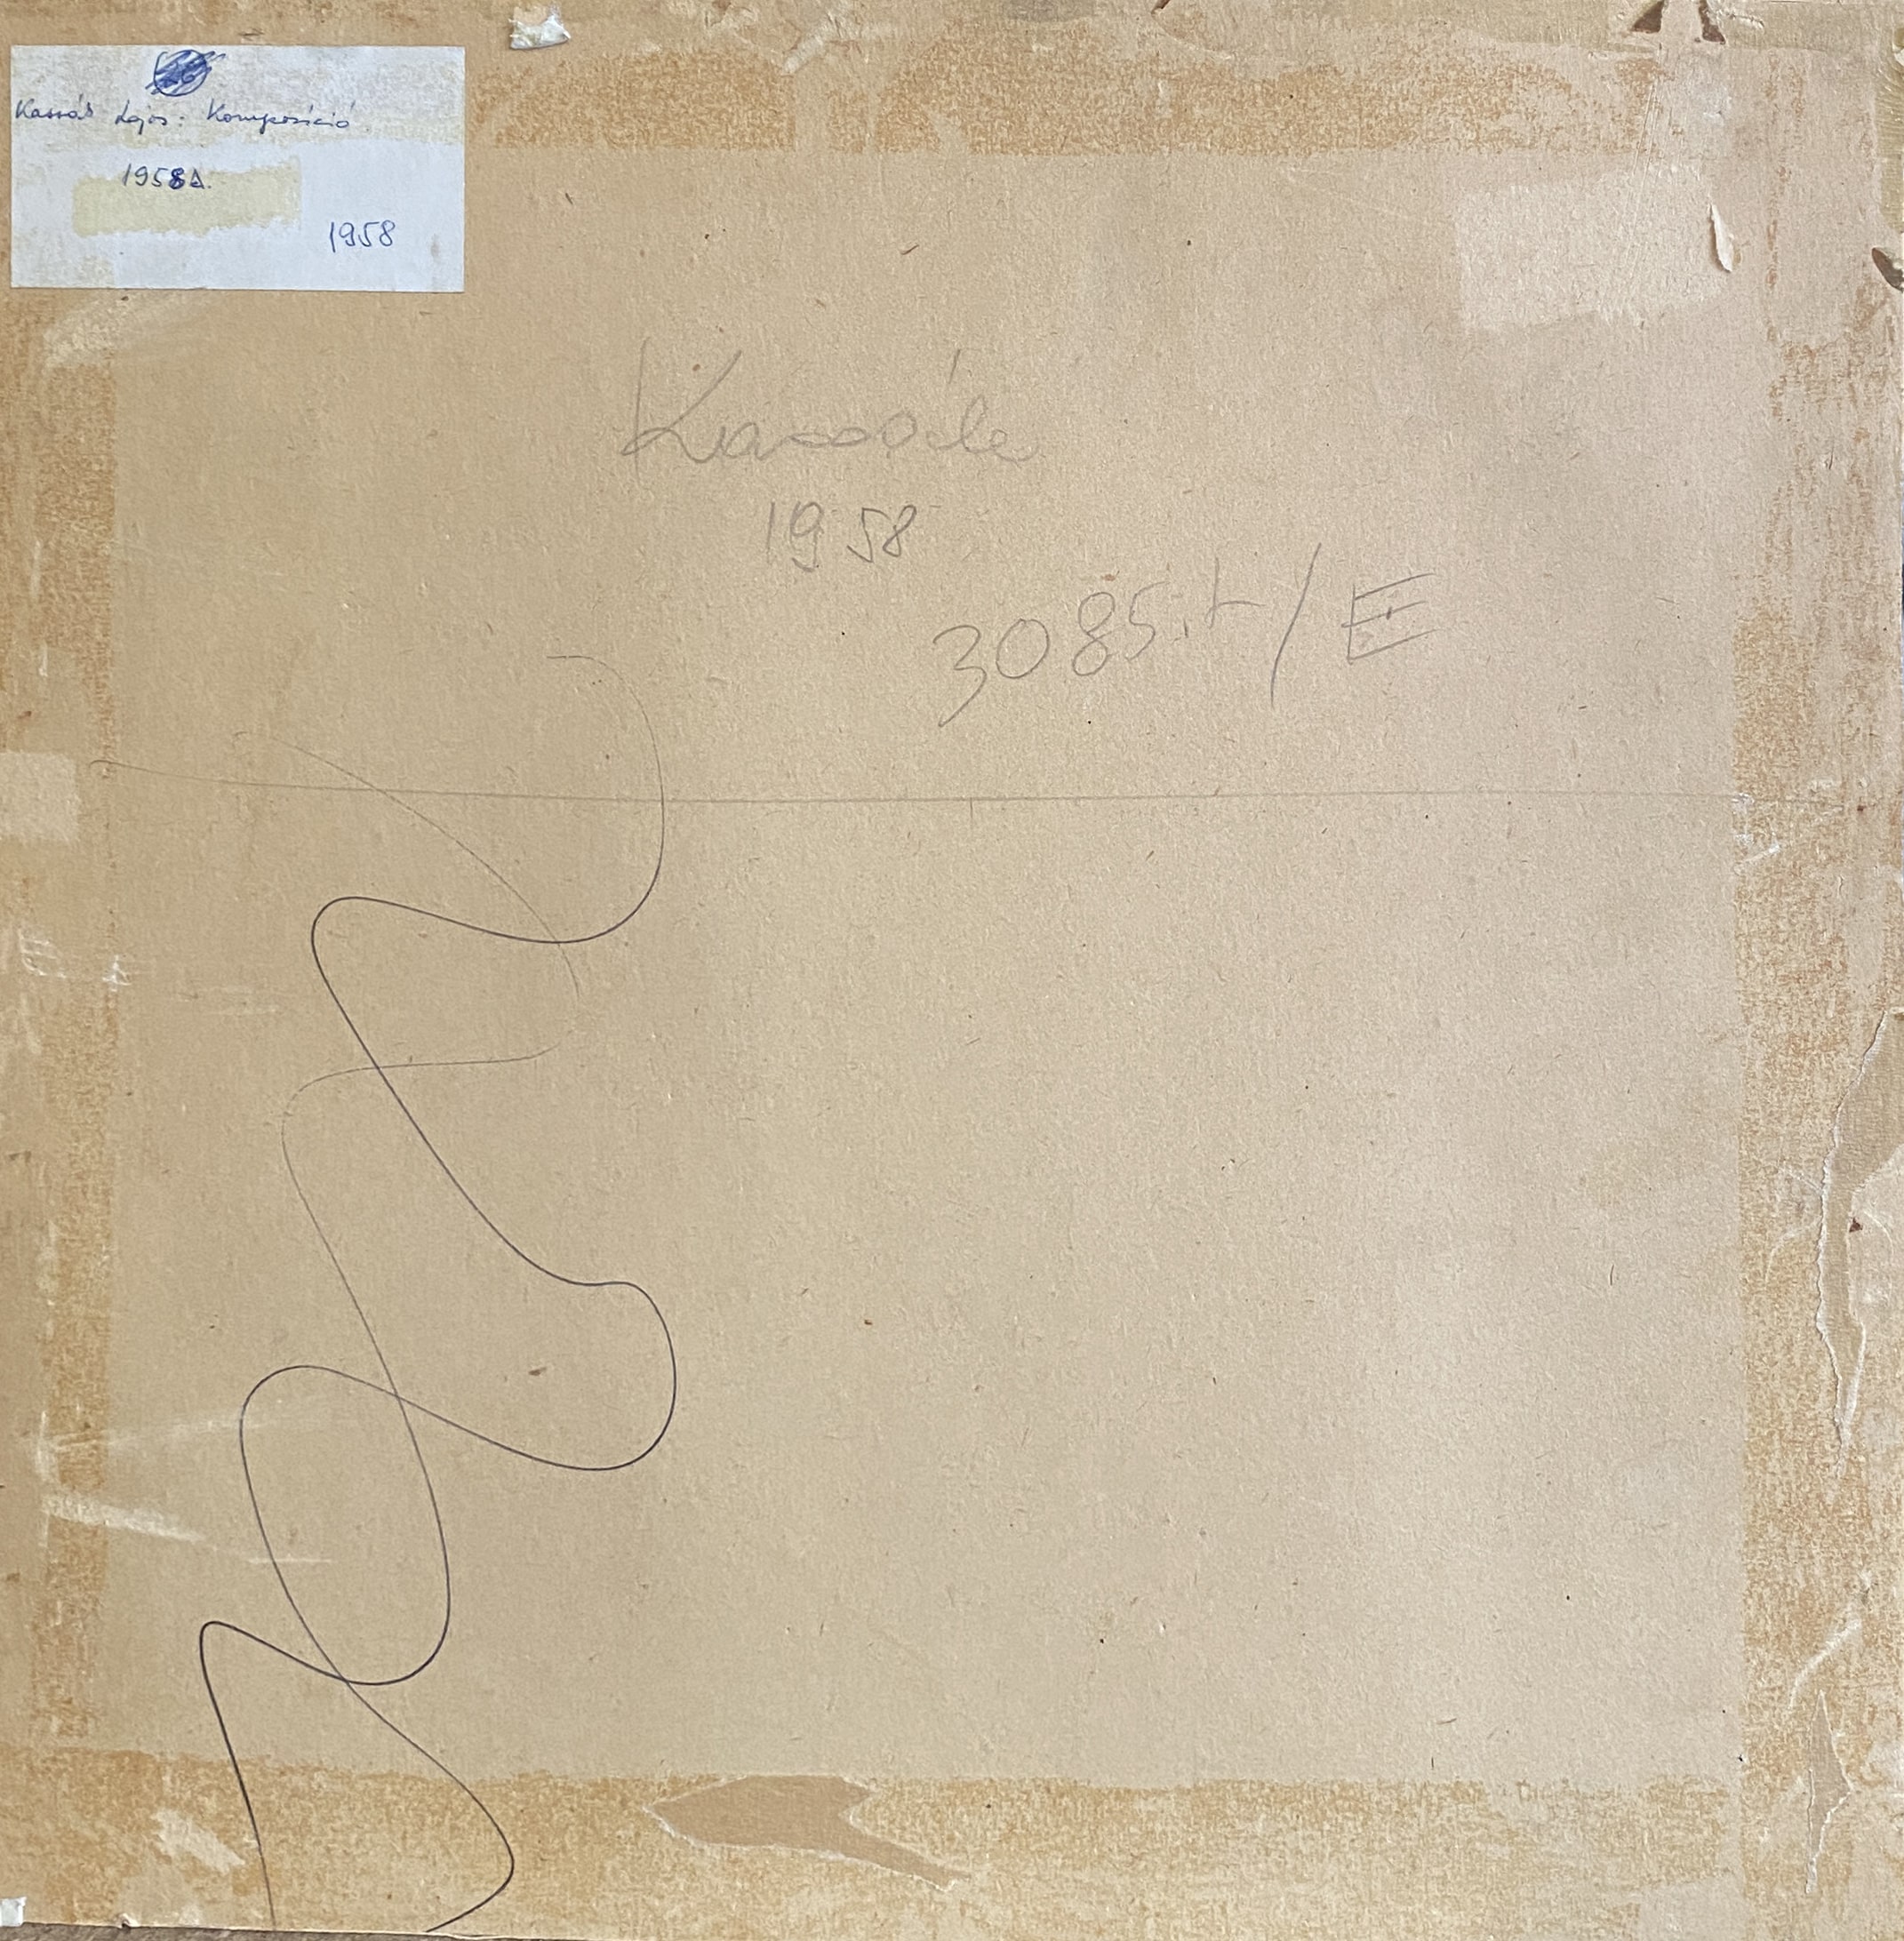 Kassák Lajos: Kompozíció
1958
1958
Kassák
1958
3085.t/E